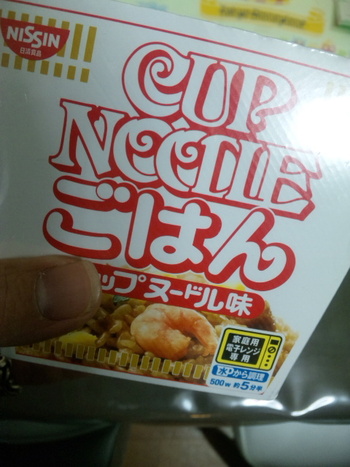 NISSIN
日清食品
CUP
NOODLE
ごはん
ップヌードル味
家庭用
電子レンジ
専用
水から調理
500W 約5分半